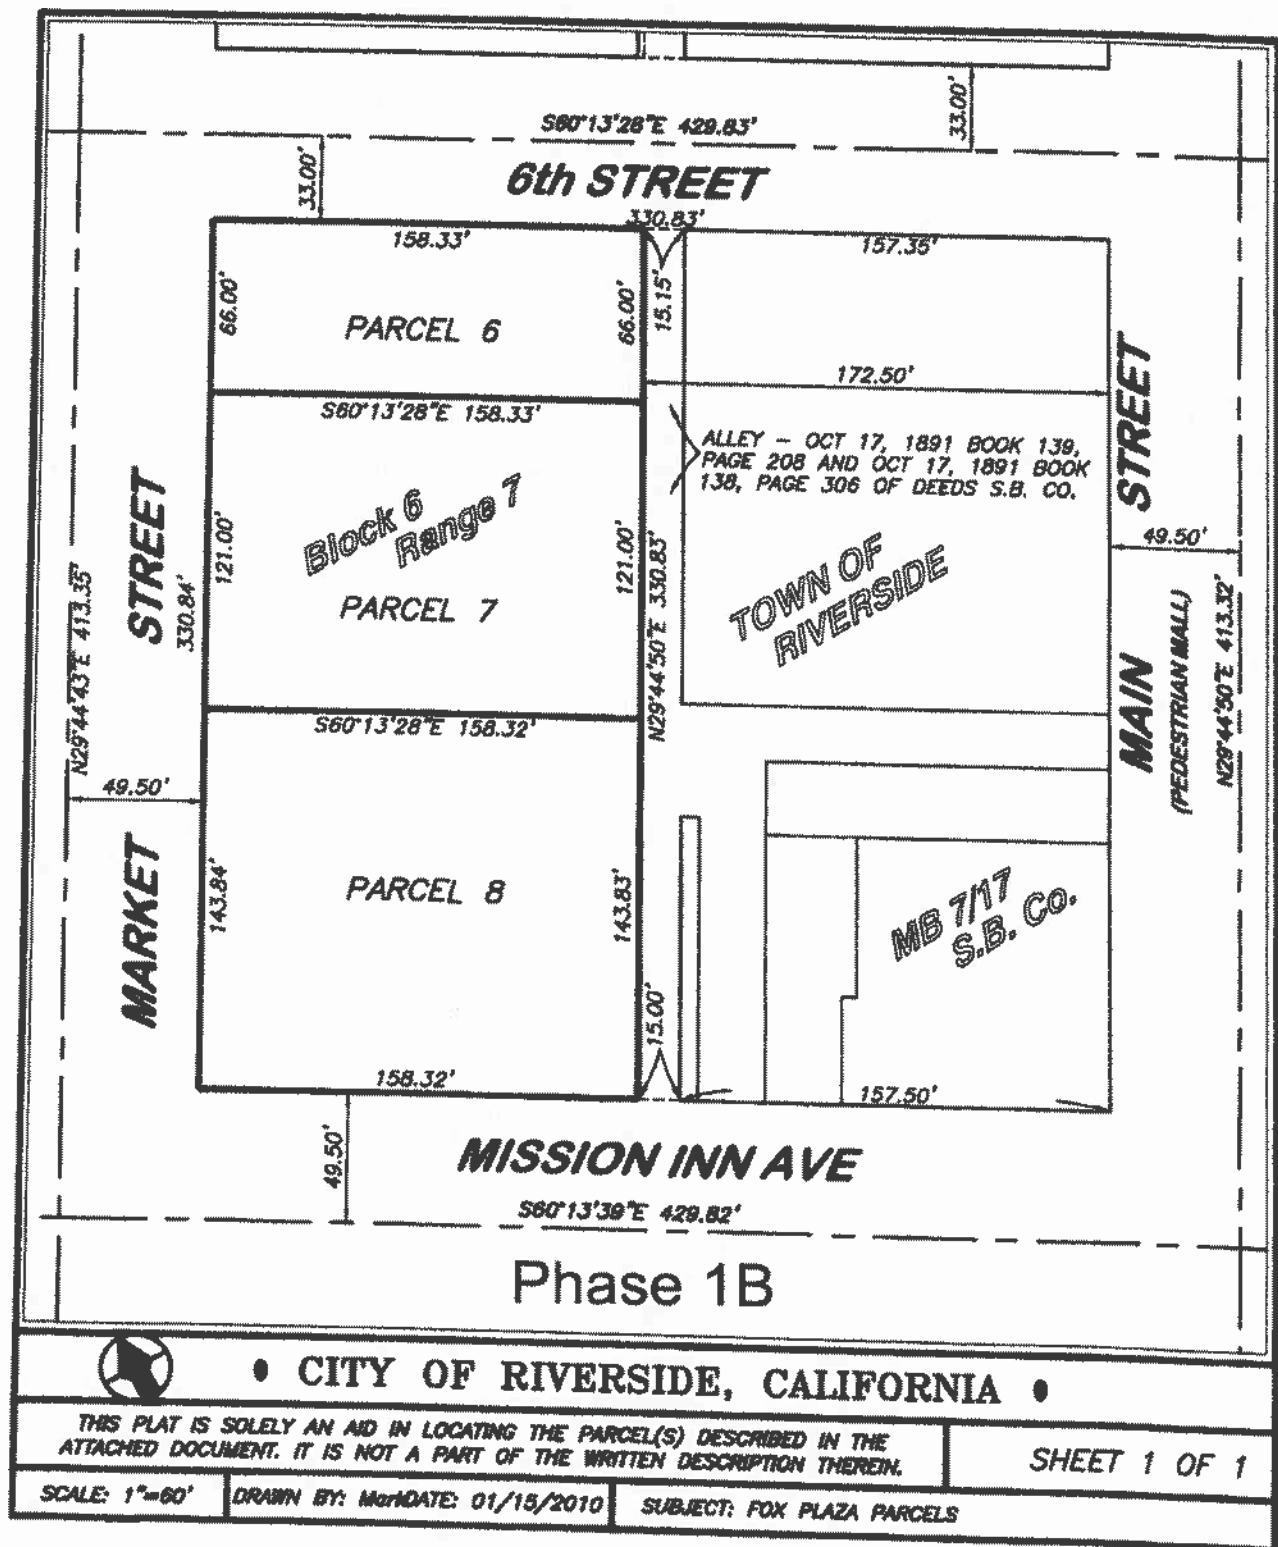 S60°13'28"E 429.83'
33.00'
33.00'
6th STREET
330.83'
158.33'
157.35'
66.00'
66.00'
15.15'
PARCEL 6
172.50'
S60°13'28"E 158.33'
ALLEY - OCT 17, 1891 BOOK 139,
PAGE 208 AND OCT 17, 1891 BOOK
138, PAGE 306 OF DEEDS S.B. CO.
Block 6
Range 7
121.00'
121.00'
PARCEL 7
N29°44'50"E 330.83'
TOWN OF
RIVERSIDE
MARKET STREET
330.84'
N29°44'43"E 413.35'
49.50'
MAIN STREET
(PEDESTRIAN MALL)
N29°44'50"E 413.32'
49.50'
S60°13'28"E 158.32'
PARCEL 8
143.84'
143.83'
MB 7/17
S.B. Co.
15.00'
158.32'
157.50'
49.50'
MISSION INN AVE
S60°13'39"E 429.82'
Phase 1B
• CITY OF RIVERSIDE, CALIFORNIA •
THIS PLAT IS SOLELY AN AID IN LOCATING THE PARCEL(S) DESCRIBED IN THE
ATTACHED DOCUMENT. IT IS NOT A PART OF THE WRITTEN DESCRIPTION THEREIN.
SHEET 1 OF 1
SCALE: 1"=60'
DRAWN BY: Mark DATE: 01/15/2010
SUBJECT: FOX PLAZA PARCELS